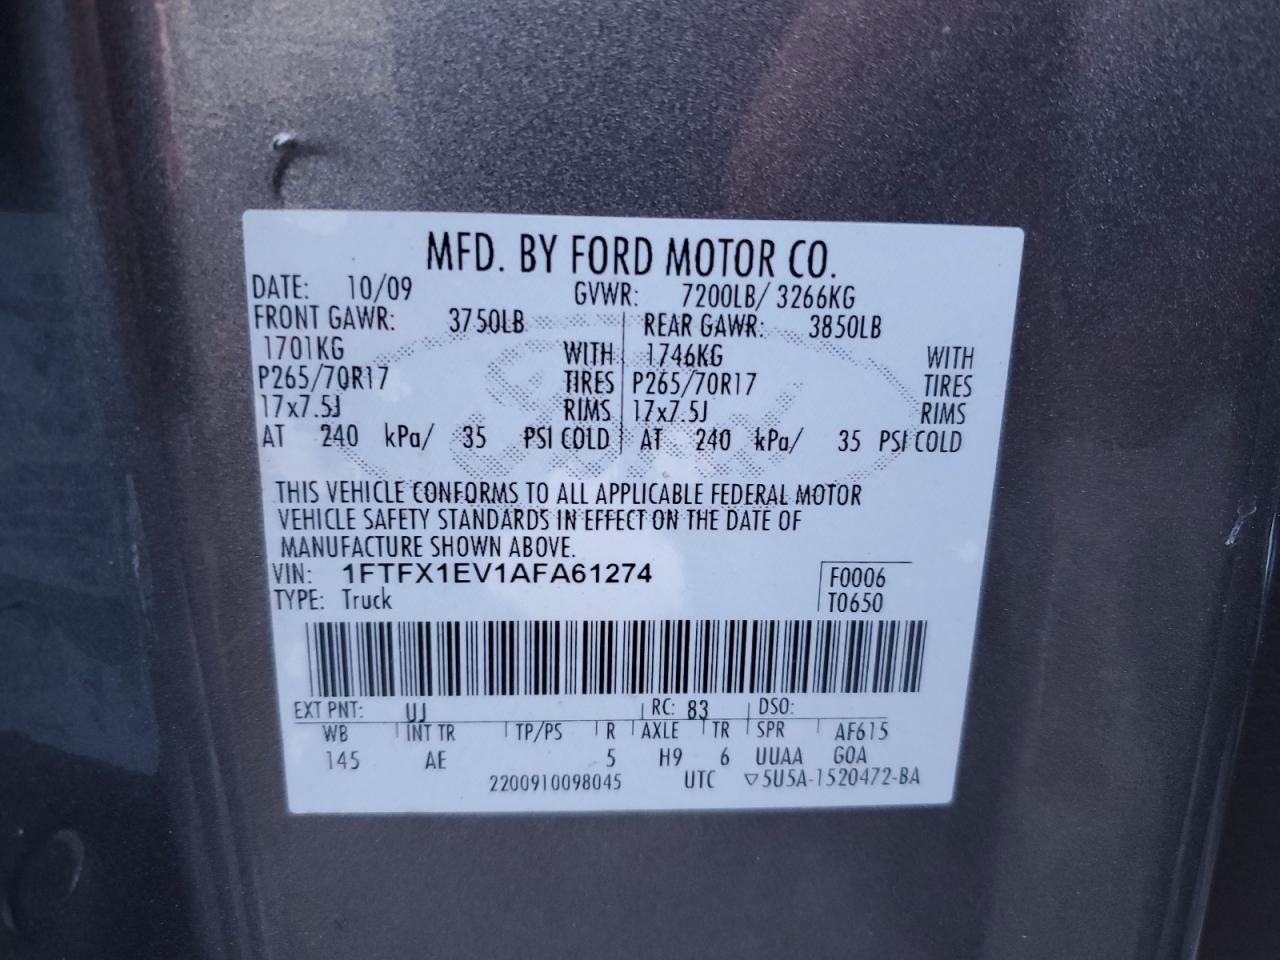 MFD. BY FORD MOTOR CO.
DATE: 10/09 GVWR: 7200LB/ 3266KG
FRONT GAWR: 3750LB REAR GAWR: 3850LB
1701KG WITH 1746KG WITH
P265/70R17 TIRES P265/70R17 TIRES
17x7.5J RIMS 17x7.5J RIMS
AT 240 kPa/ 35 PSI COLD AT 240 kPa/ 35 PSI COLD
THIS VEHICLE CONFORMS TO ALL APPLICABLE FEDERAL MOTOR
VEHICLE SAFETY STANDARDS IN EFFECT ON THE DATE OF
MANUFACTURE SHOWN ABOVE.
VIN: 1FTFX1EV1AFA61274 F0006
TYPE: Truck T0650
EXT PNT: UJ RC: 83 DSO:
WB INT TR TP/PS R AXLE TR SPR AF615
145 AE 5 H9 6 UUAA GOA
2200910098045 UTC ▽5U5A-1520472-BA